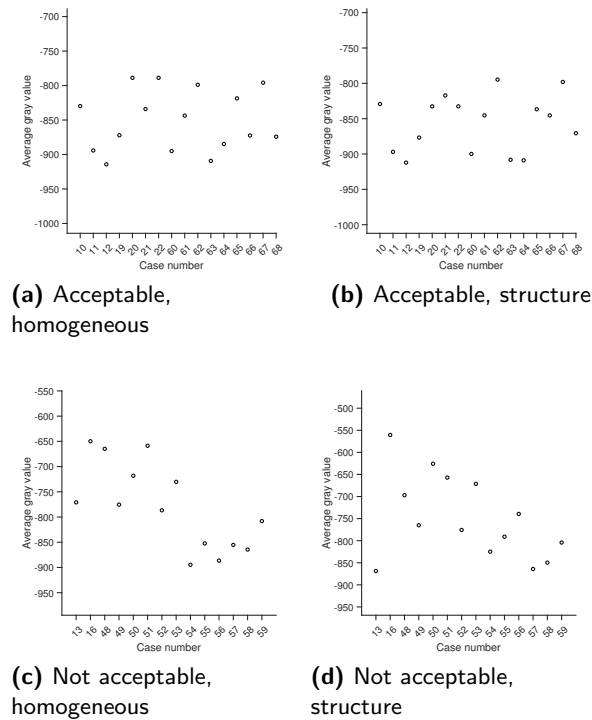 -700
-750
-800
-850
-900
-950
-1000
Average gray value
10 11 12 19 20 21 22 60 61 62 63 64 65 66 67 68
Case number
(a) Acceptable,
homogeneous
-700
-750
-800
-850
-900
-950
-1000
Average gray value
10 11 12 19 20 21 22 60 61 62 63 64 65 66 67 68
Case number
(b) Acceptable, structure
-550
-600
-650
-700
-750
-800
-850
-900
-950
Average gray value
13 16 48 49 50 51 52 53 54 55 56 57 58 59
Case number
(c) Not acceptable,
homogeneous
-500
-550
-600
-650
-700
-750
-800
-850
-900
-950
Average gray value
13 16 48 49 50 51 52 53 54 55 56 57 58 59
Case number
(d) Not acceptable,
structure